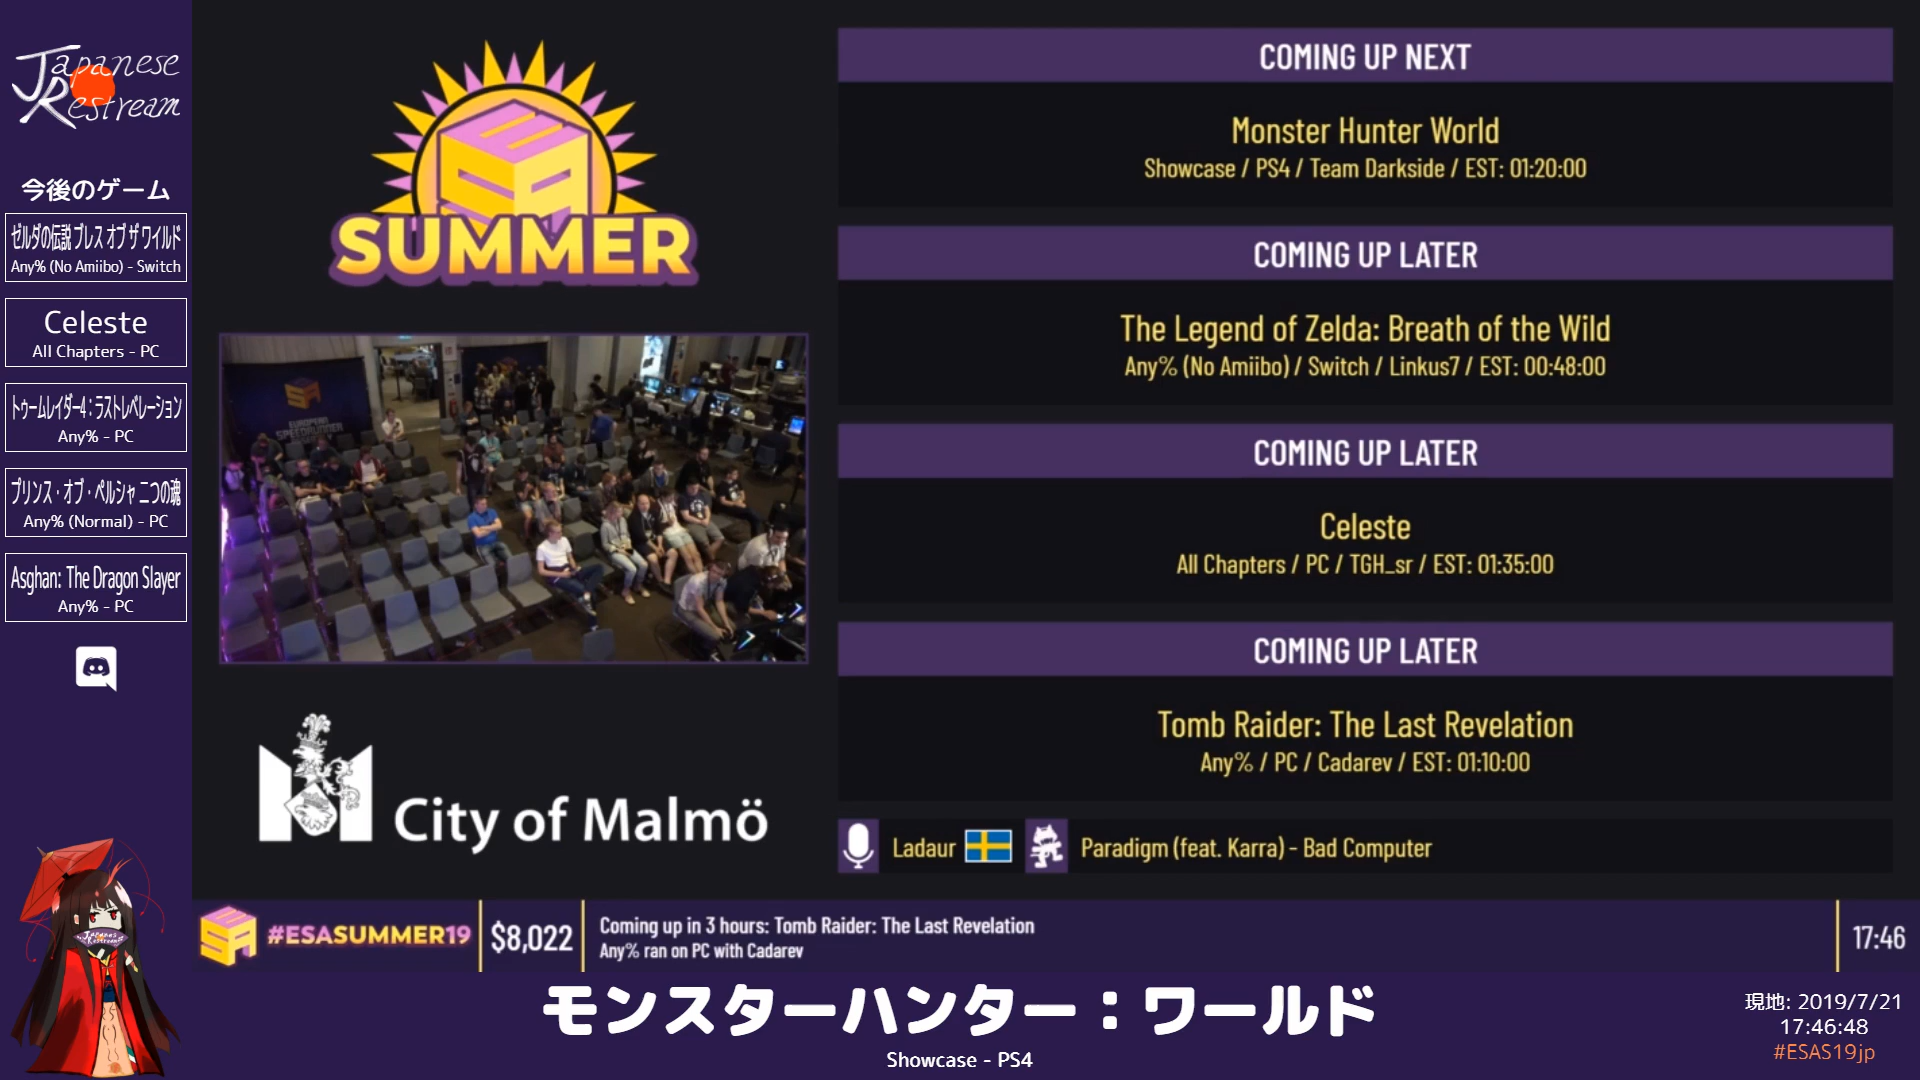 Japanese
Restream
今後のゲーム
ゼルダの伝説 ブレス オブ ザ ワイルド
Any% (No Amiibo) - Switch
Celeste
All Chapters - PC
トゥームレイダー4：ラストレベレーション
Any% - PC
プリンス・オブ・ペルシャ 二つの魂
Any% (Normal) - PC
Asghan: The Dragon Slayer
Any% - PC
ESA
SUMMER
EUROPEAN
SPEEDRUNNER
City of Malmö
COMING UP NEXT
Monster Hunter World
Showcase / PS4 / Team Darkside / EST: 01:20:00
COMING UP LATER
The Legend of Zelda: Breath of the Wild
Any% (No Amiibo) / Switch / Linkus7 / EST: 00:48:00
COMING UP LATER
Celeste
All Chapters / PC / TGH_sr / EST: 01:35:00
COMING UP LATER
Tomb Raider: The Last Revelation
Any% / PC / Cadarev / EST: 01:10:00
Ladaur
Paradigm (feat. Karra) - Bad Computer
ESA #ESASUMMER19
$8,022
Coming up in 3 hours: Tomb Raider: The Last Revelation
Any% ran on PC with Cadarev
17:46
モンスターハンター：ワールド
Showcase - PS4
現地: 2019/7/21
17:46:48
#ESAS19jp